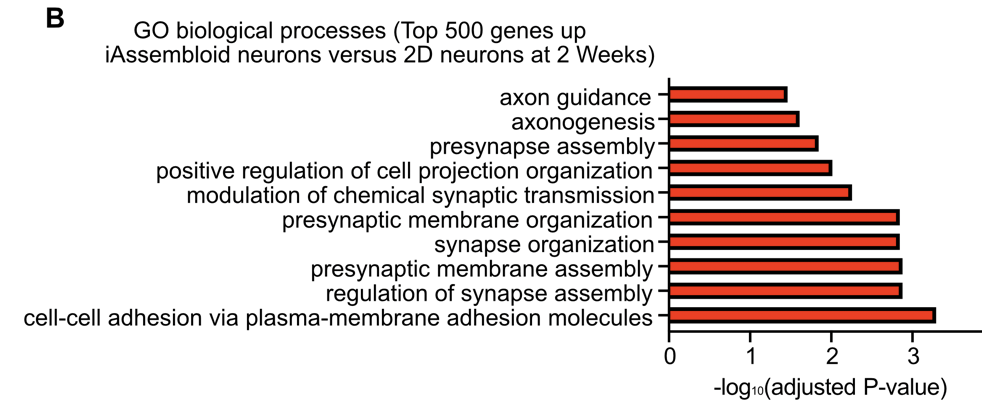 B
GO biological processes (Top 500 genes up
iAssembloid neurons versus 2D neurons at 2 Weeks)
axon guidance
axonogenesis
presynapse assembly
positive regulation of cell projection organization
modulation of chemical synaptic transmission
presynaptic membrane organization
synapse organization
presynaptic membrane assembly
regulation of synapse assembly
cell-cell adhesion via plasma-membrane adhesion molecules
0 1 2 3
-log₁₀(adjusted P-value)